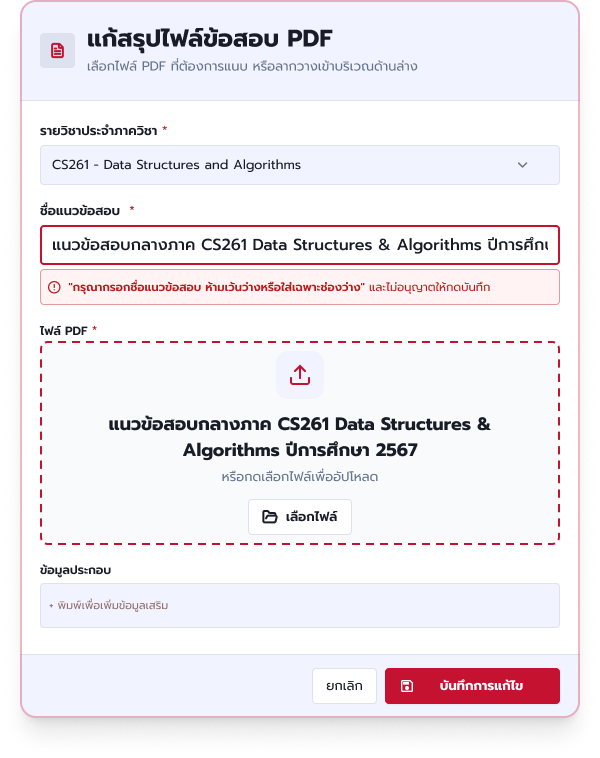 แก้สรุปไฟล์ข้อสอบ PDF
เลือกไฟล์ PDF ที่ต้องการแนบ หรือลากวางเข้าบริเวณด้านล่าง
รายวิชาประจำภาควิชา *
CS261 - Data Structures and Algorithms
ชื่อแนวข้อสอบ *
แนวข้อสอบกลางภาค CS261 Data Structures & Algorithms ปีการศึก
"กรุณากรอกชื่อแนวข้อสอบ ห้ามเว้นว่างหรือใส่เฉพาะช่องว่าง" และไม่อนุญาตให้กดบันทึก
ไฟล์ PDF *
แนวข้อสอบกลางภาค CS261 Data Structures &
Algorithms ปีการศึกษา 2567
หรือกดเลือกไฟล์เพื่ออัปโหลด
เลือกไฟล์
ข้อมูลประกอบ
+ พิมพ์เพื่อเพิ่มข้อมูลเสริม
ยกเลิก
บันทึกการแก้ไข